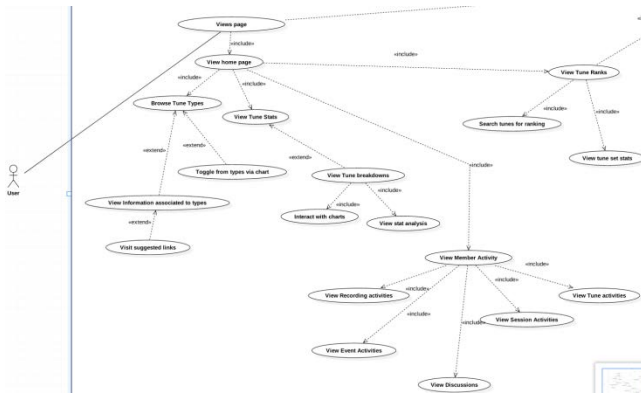 Views page
«include»
View home page
«include»
«include»
«include»
View Tune Ranks
Browse Tune Types
View Tune Stats
«include»
«include»
Search tunes for ranking
«extend»
«extend»
«extend»
View tune set stats
Toggle from types via chart
View Tune breakdowns
«include»
User
View Information associated to types
«include»
«include»
Interact with charts
View stat analysis
«extend»
Visit suggested links
View Member Activity
«include»
«include»
View Recording activities
View Tune activities
«include»
«include»
View Session Activities
View Event Activities
View Discussions